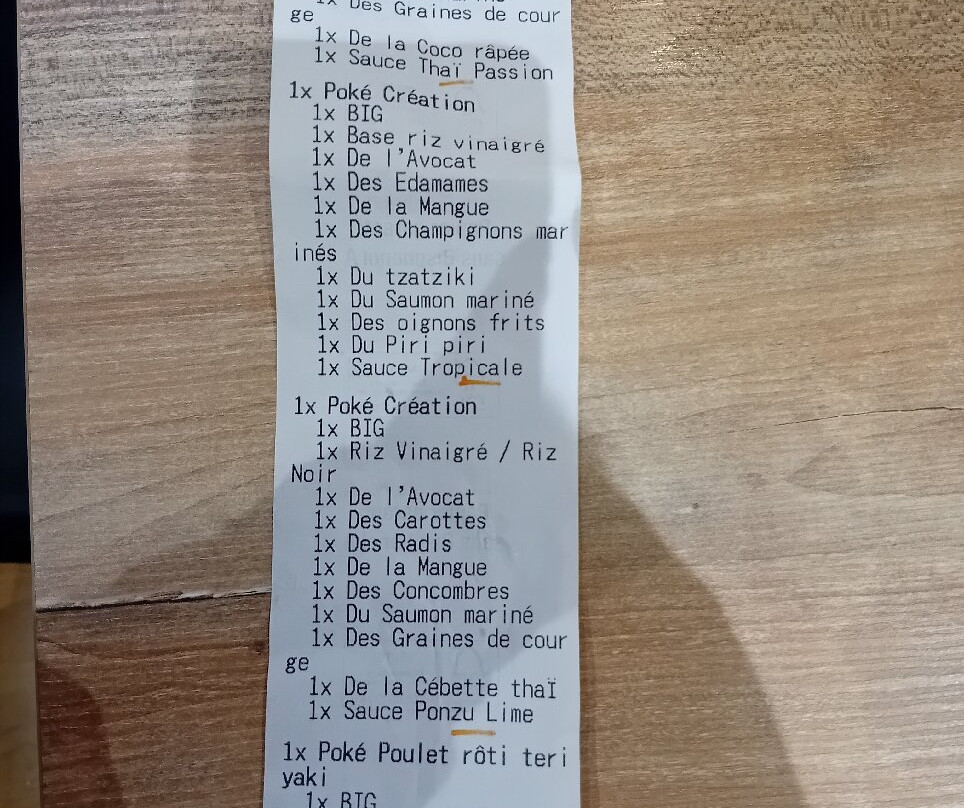 1x Des Graines de cour
ge
1x De la Coco râpée
1x Sauce Thaï Passion
1x Poké Création
1x BIG
1x Base riz vinaigré
1x De l'Avocat
1x Des Edamames
1x De la Mangue
1x Des Champignons mar
inés
1x Du tzatziki
1x Du Saumon mariné
1x Des oignons frits
1x Du Piri piri
1x Sauce Tropicale
1x Poké Création
1x BIG
1x Riz Vinaigré / Riz
Noir
1x De l'Avocat
1x Des Carottes
1x Des Radis
1x De la Mangue
1x Des Concombres
1x Du Saumon mariné
1x Des Graines de cour
ge
1x De la Cébette thaï
1x Sauce Ponzu Lime
1x Poké Poulet rôti teri
yaki
1x BIG